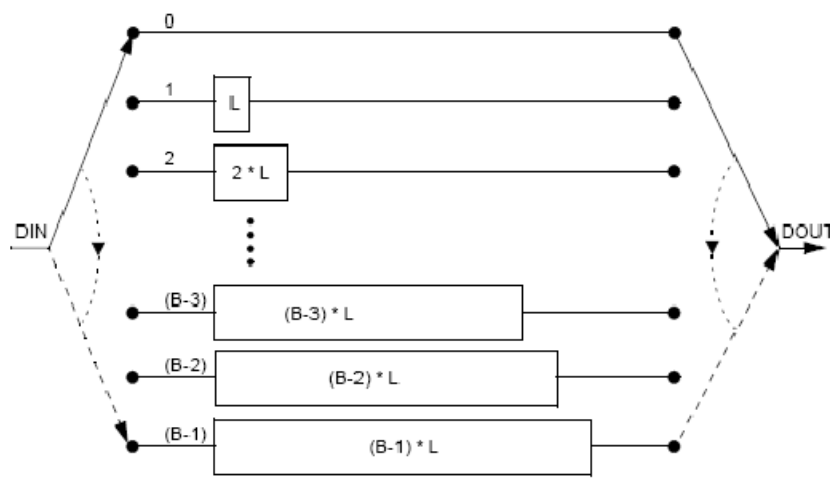 0
1
L
2
2 * L
DIN
DOUT
(B-3)
(B-3) * L
(B-2)
(B-2) * L
(B-1)
(B-1) * L